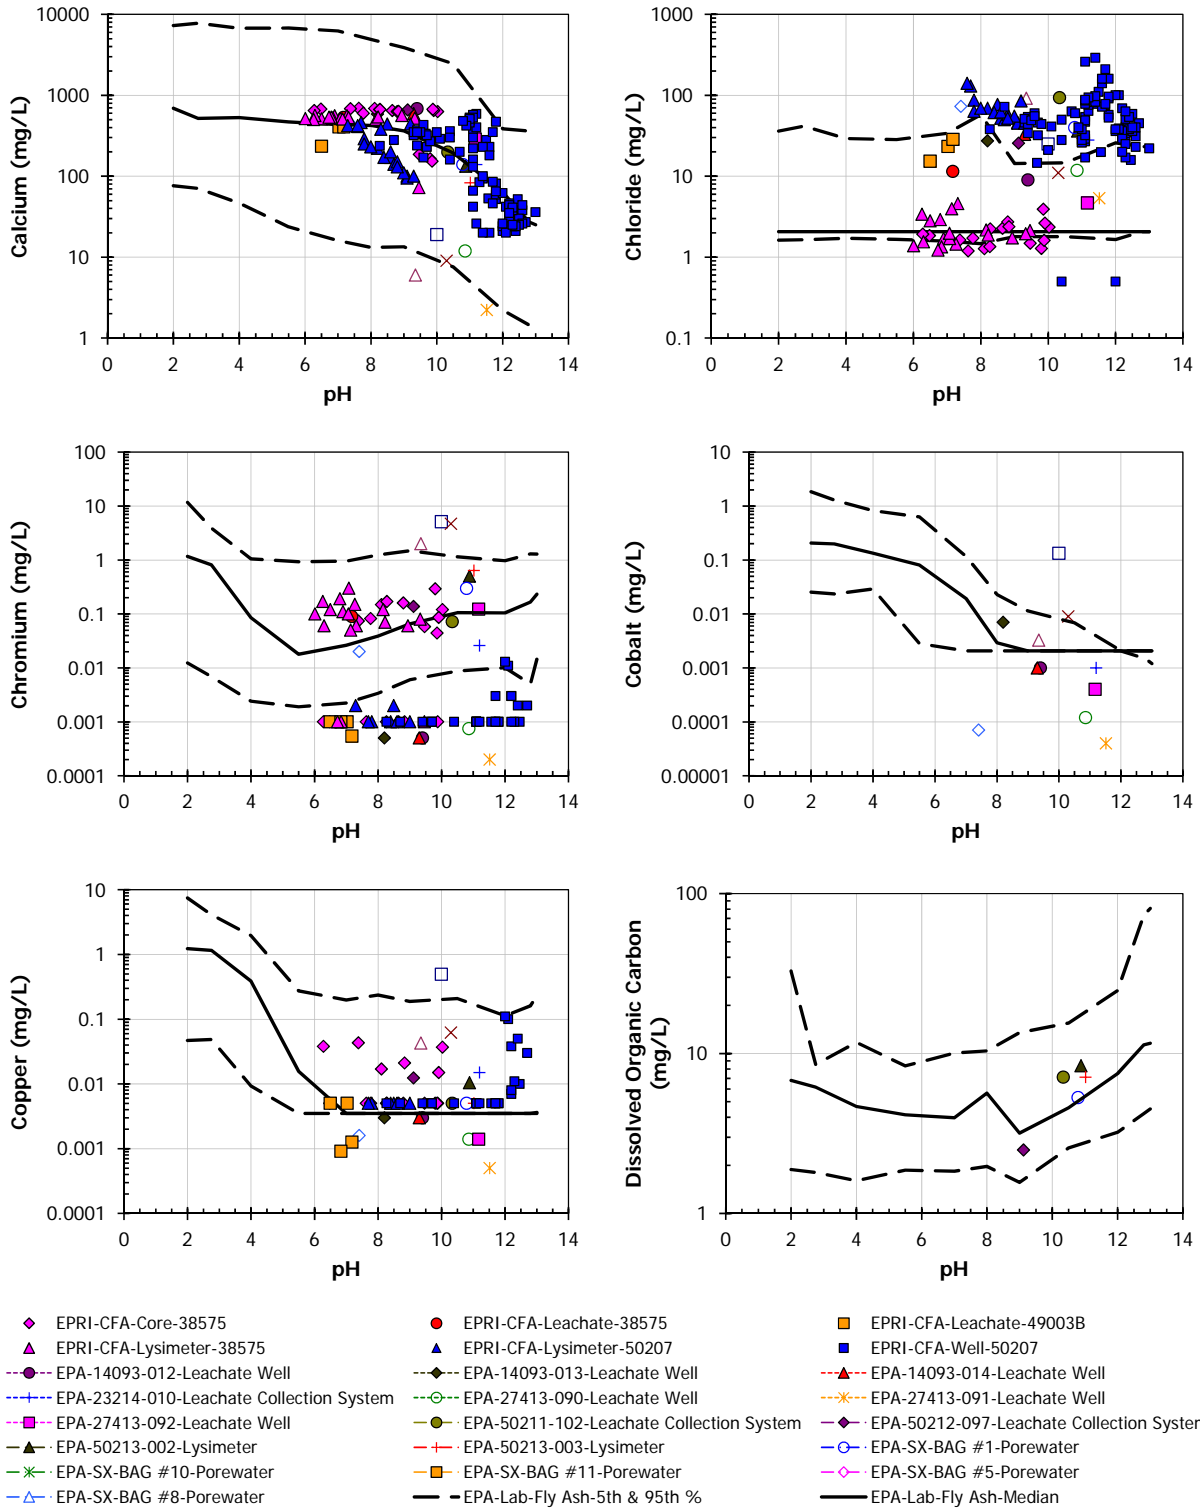 10000
1000
100
10
1
Calcium (mg/L)
0 2 4 6 8 10 12 14
pH
1000
100
10
1
0.1
Chloride (mg/L)
0 2 4 6 8 10 12 14
pH
100
10
1
0.1
0.01
0.001
0.0001
Chromium (mg/L)
0 2 4 6 8 10 12 14
pH
10
1
0.1
0.01
0.001
0.0001
0.00001
Cobalt (mg/L)
0 2 4 6 8 10 12 14
pH
10
1
0.1
0.01
0.001
0.0001
Copper (mg/L)
0 2 4 6 8 10 12 14
pH
100
10
1
Dissolved Organic Carbon
(mg/L)
0 2 4 6 8 10 12 14
pH
EPRI-CFA-Core-38575 EPRI-CFA-Leachate-38575 EPRI-CFA-Leachate-49003B
EPRI-CFA-Lysimeter-38575 EPRI-CFA-Lysimeter-50207 EPRI-CFA-Well-50207
EPA-14093-012-Leachate Well EPA-14093-013-Leachate Well EPA-14093-014-Leachate Well
EPA-23214-010-Leachate Collection System EPA-27413-090-Leachate Well EPA-27413-091-Leachate Well
EPA-27413-092-Leachate Well EPA-50211-102-Leachate Collection System EPA-50212-097-Leachate Collection System
EPA-50213-002-Lysimeter EPA-50213-003-Lysimeter EPA-SX-BAG #1-Porewater
EPA-SX-BAG #10-Porewater EPA-SX-BAG #11-Porewater EPA-SX-BAG #5-Porewater
EPA-SX-BAG #8-Porewater EPA-Lab-Fly Ash-5th & 95th % EPA-Lab-Fly Ash-Median